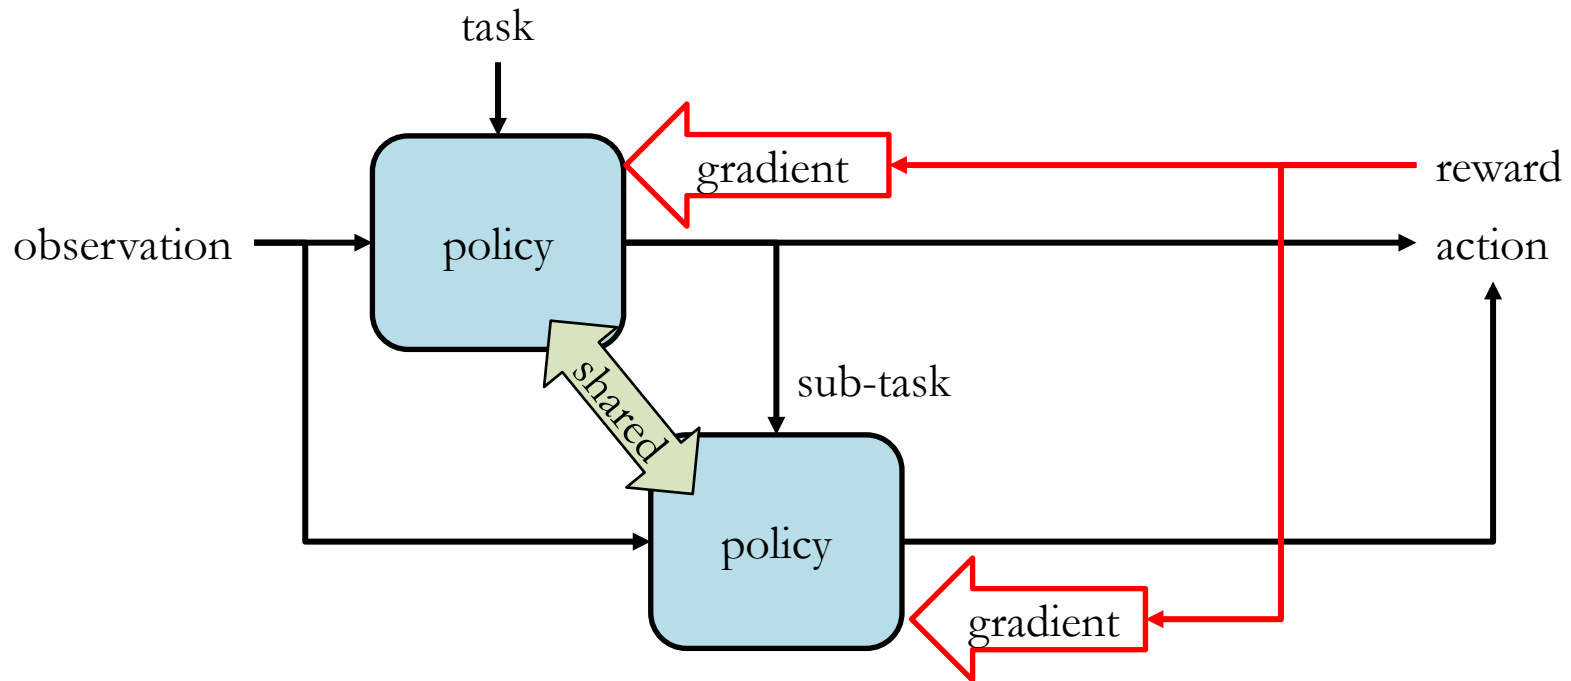 task
gradient
reward
observation
policy
action
shared
sub-task
policy
gradient